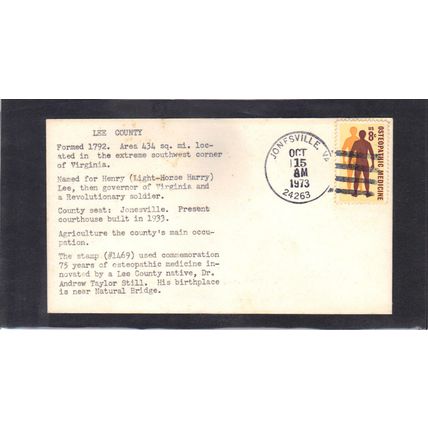 LEE COUNTY
Formed 1792. Area 434 sq. mi. loc-
ated in the extreme southwest corner
of Virginia.
Named for Henry (Light-Horse Harry)
Lee, then governor of Virginia and
a Revolutionary soldier.
County seat: Jonesville. Present
courthouse built in 1933.
Agriculture the county's main occu-
pation.
The stamp (#1469) used commemoration
75 years of osteopathic medicine in-
novated by a Lee County native, Dr.
Andrew Taylor Still. His birthplace
is near Natural Bridge.
JONESVILLE, VA
OCT
15
AM
1973
24263
US
8c
OSTEOPATHIC MEDICINE